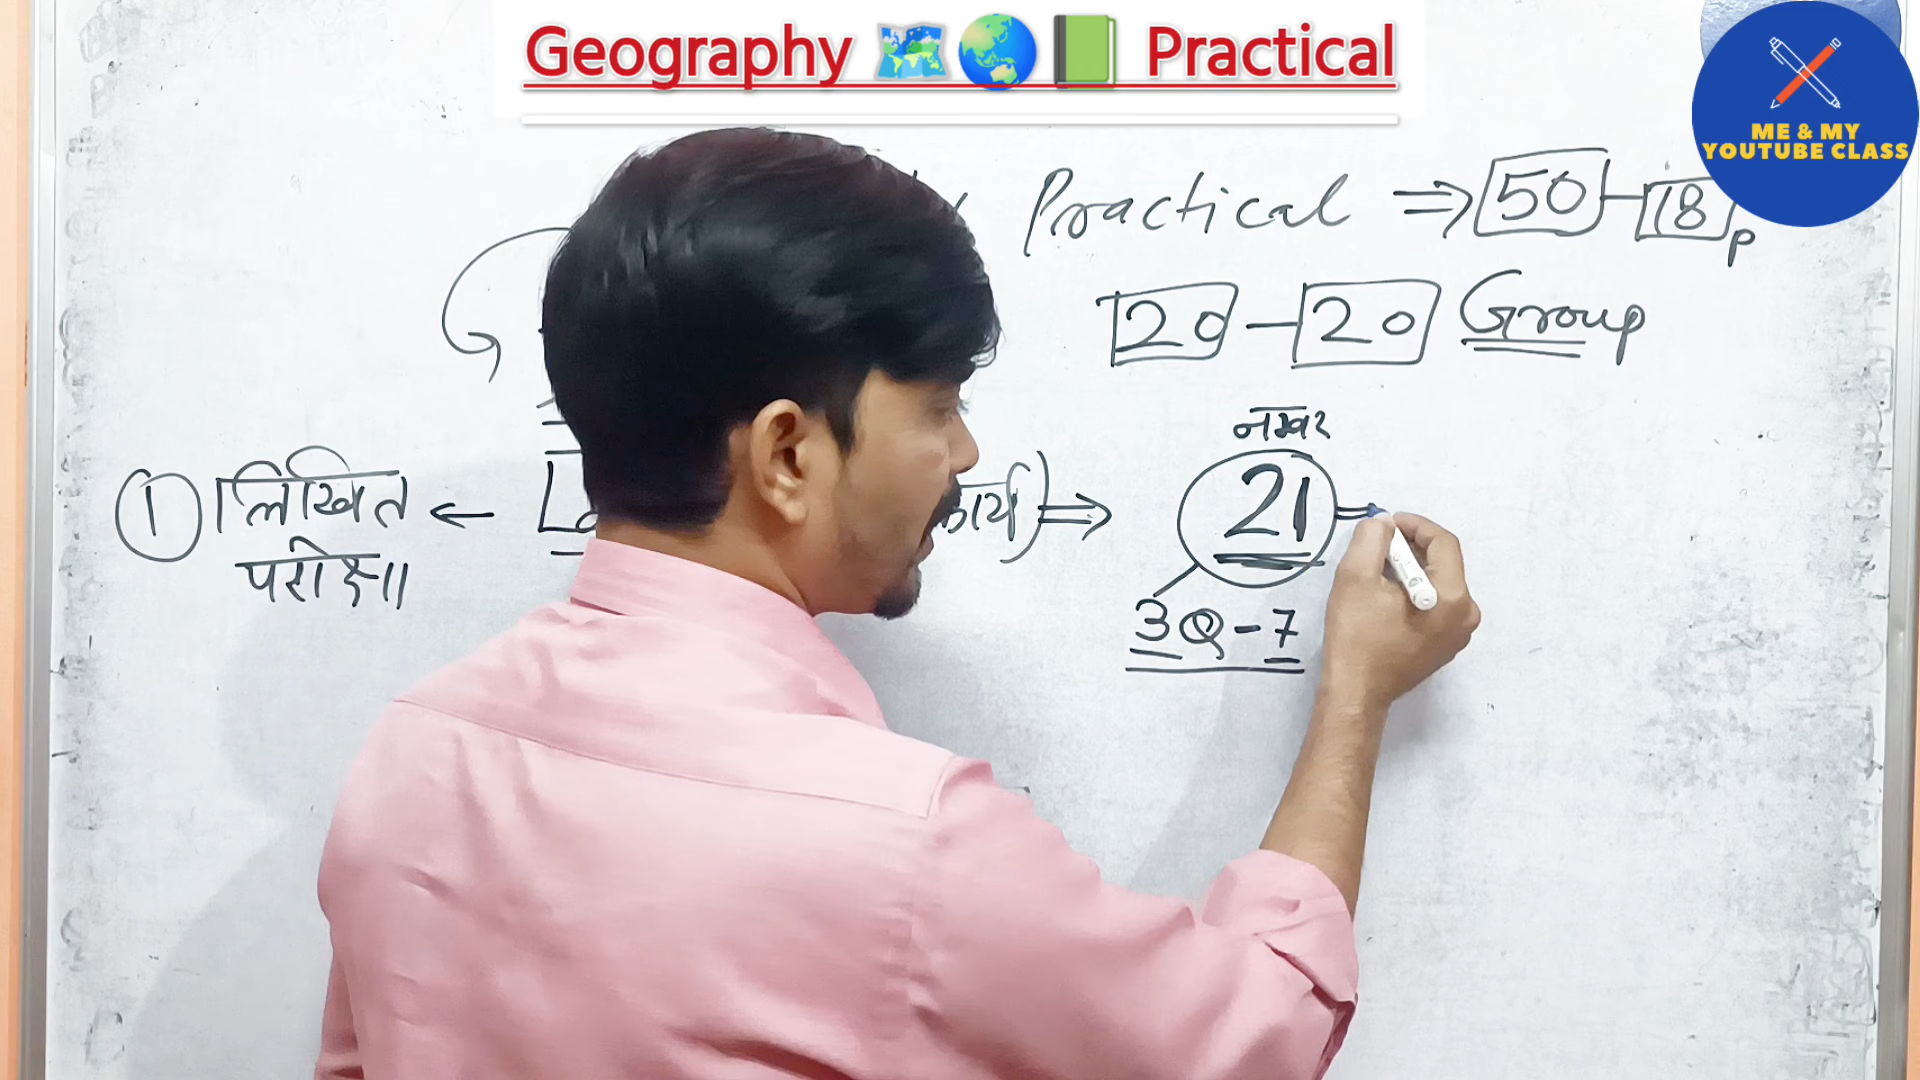 Geography Practical
ME & MY
YOUTUBE CLASS
Practical ⇒ 50 - 18 p
20 - 20 Group
नम्बर
① लिखित ← कार्य) ⇒ 21 =
परीक्षा
3Q - 7